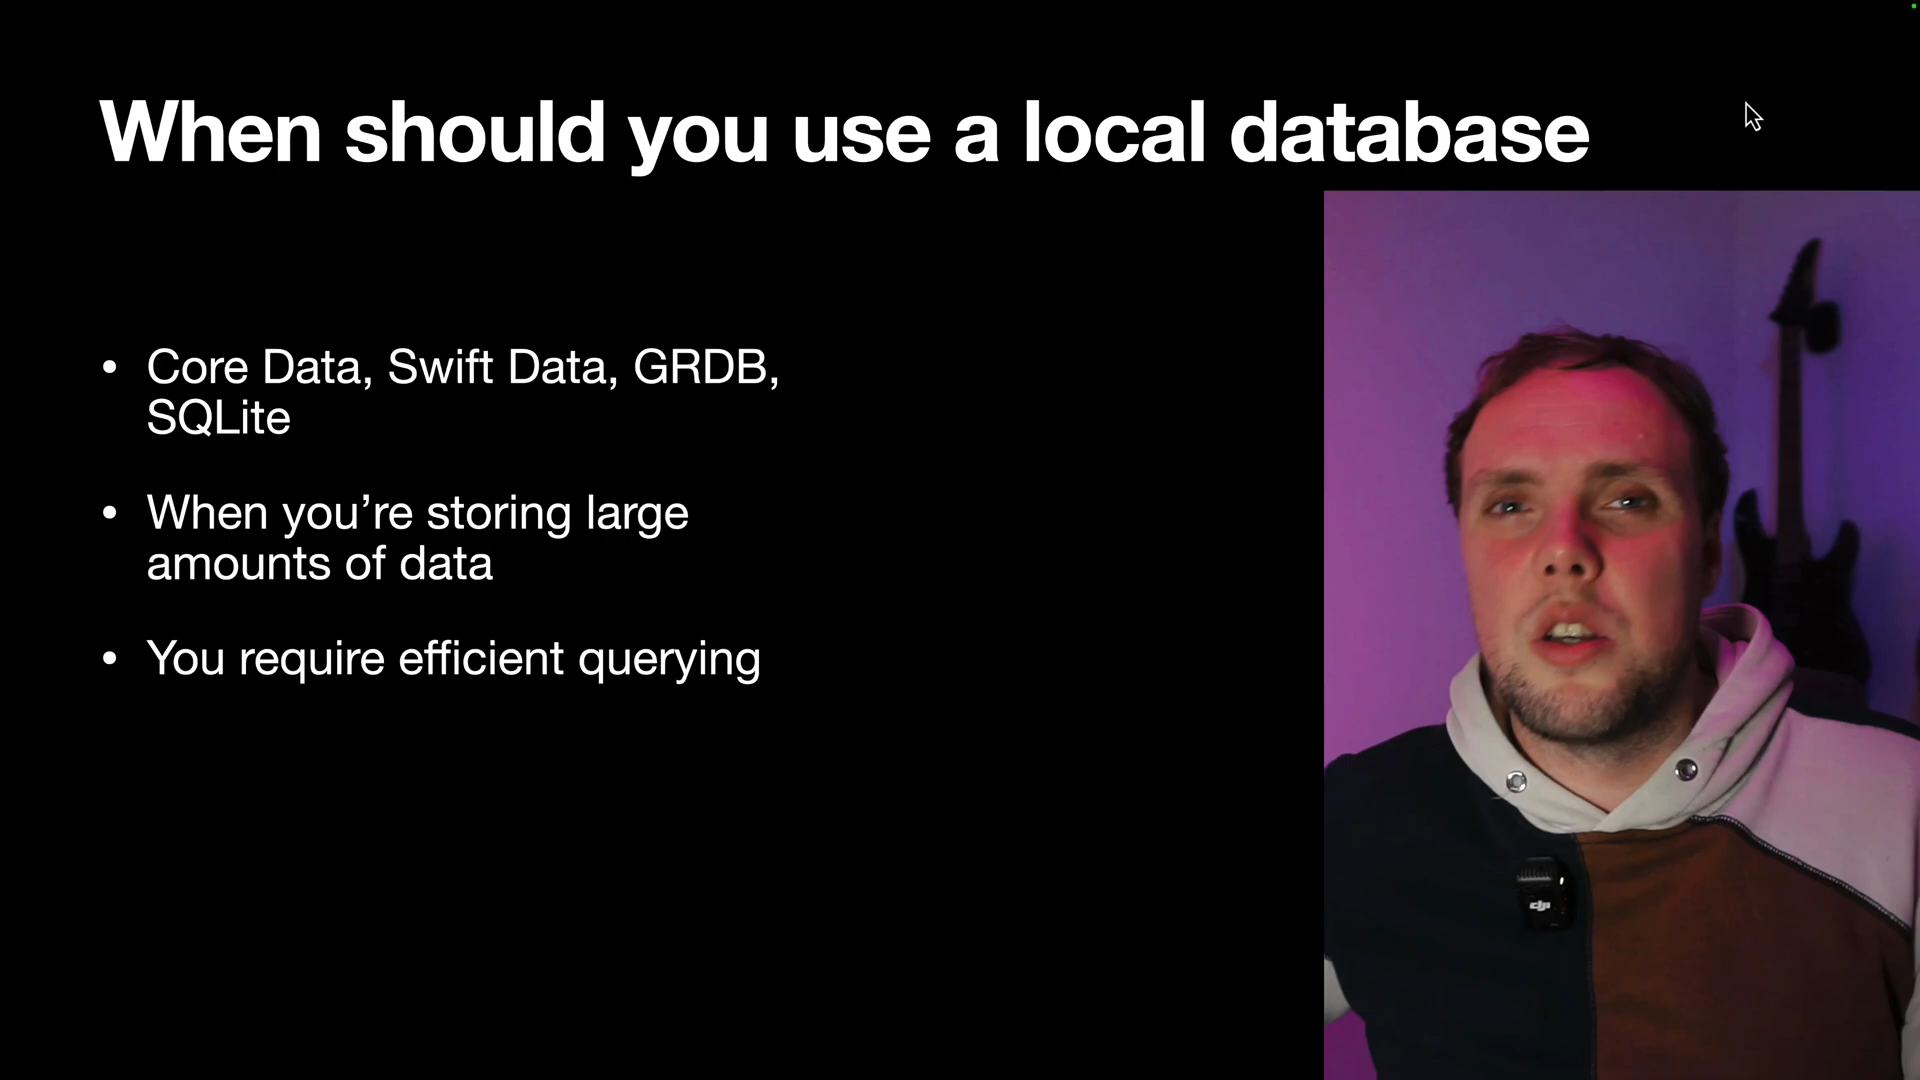 When should you use a local database
• Core Data, Swift Data, GRDB,
SQLite
• When you’re storing large
amounts of data
• You require efficient querying
dji